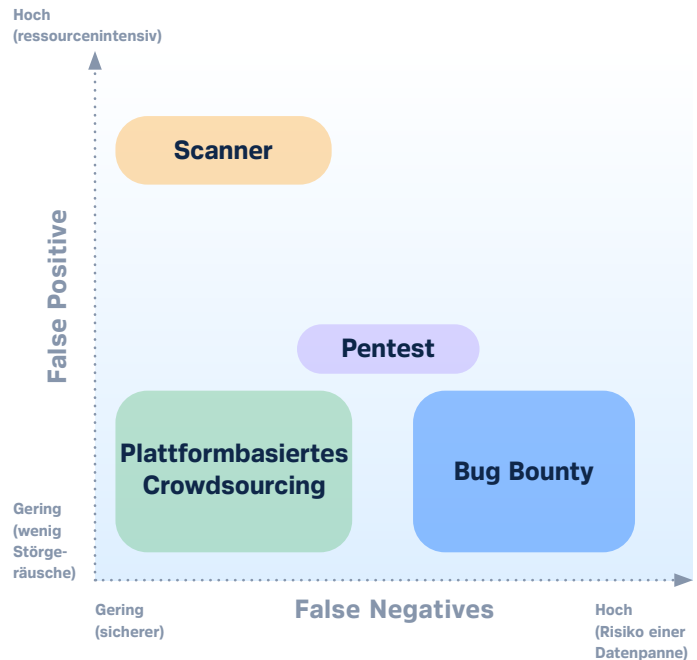 Hoch
(ressourcenintensiv)
Scanner
False Positive
Pentest
Plattformbasiertes
Crowdsourcing
Bug Bounty
Gering
(wenig
Störge-
räusche)
Gering
(sicherer)
False Negatives
Hoch
(Risiko einer
Datenpanne)